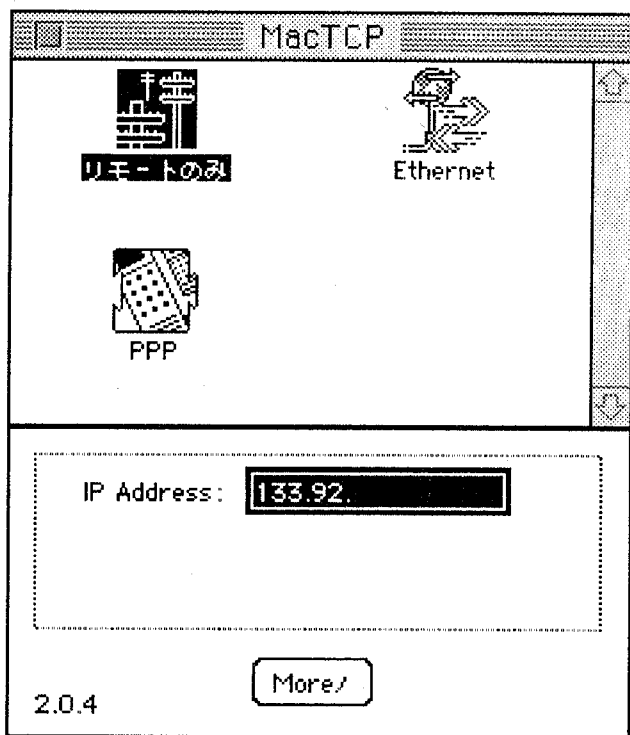 MacTCP
リモートのみ
Ethernet
PPP
IP Address: 133.92.
More/
2.0.4